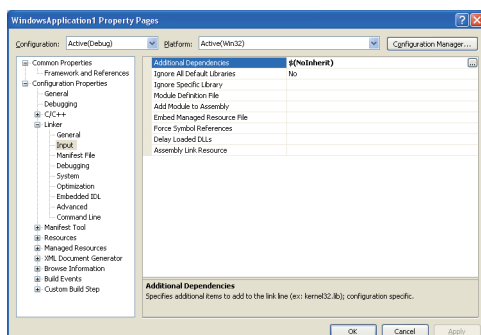 WindowsApplication1 Property Pages
Configuration: Active(Debug) Platform: Active(Win32) Configuration Manager...
Common Properties
Framework and References
Configuration Properties
General
Debugging
C/C++
Linker
General
Input
Manifest File
Debugging
System
Optimization
Embedded IDL
Advanced
Command Line
Manifest Tool
Resources
Managed Resources
XML Document Generator
Browse Information
Build Events
Custom Build Step
Additional Dependencies $(NoInherit) ...
Ignore All Default Libraries No
Ignore Specific Library
Module Definition File
Add Module to Assembly
Embed Managed Resource File
Force Symbol References
Delay Loaded DLLs
Assembly Link Resource
Additional Dependencies
Specifies additional items to add to the link line (ex: kernel32.lib); configuration specific.
OK Cancel Apply